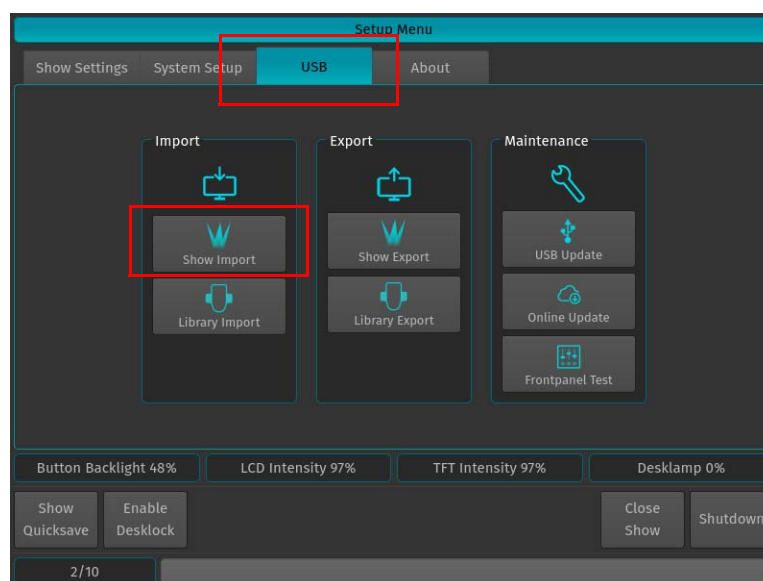 Setup Menu
Show Settings
System Setup
USB
About
Import
Show Import
Library Import
Export
Show Export
Library Export
Maintenance
USB Update
Online Update
Frontpanel Test
Button Backlight 48%
LCD Intensity 97%
TFT Intensity 97%
Desklamp 0%
Show
Quicksave
Enable
Desklock
Close
Show
Shutdown
2/10